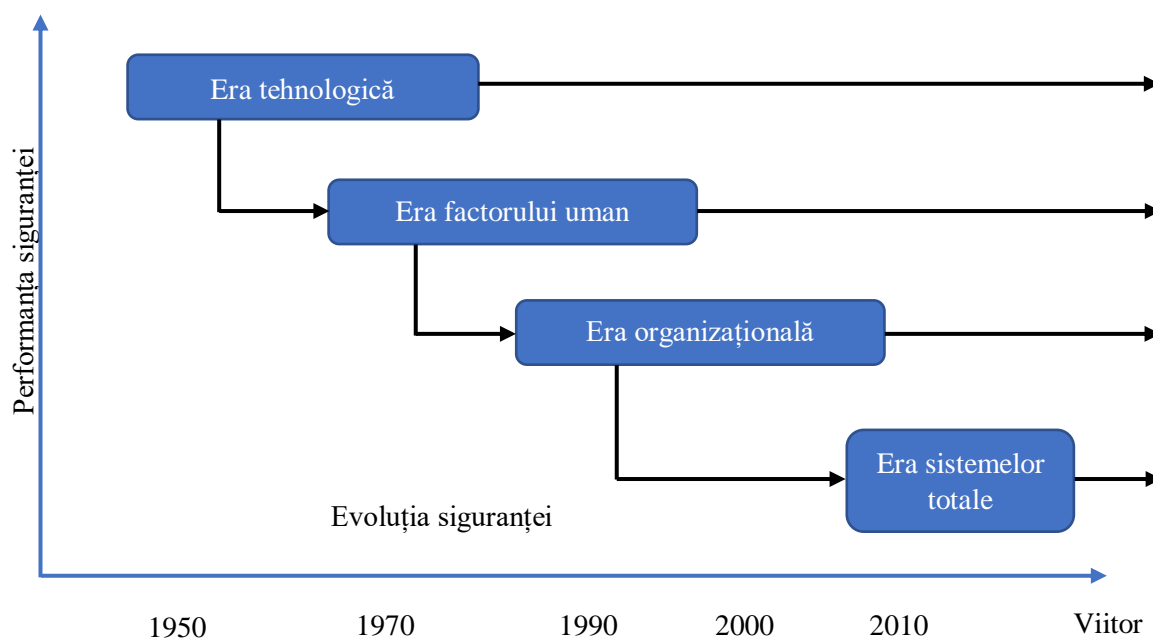 Performanța siguranței
Era tehnologică
Era factorului uman
Era organizațională
Era sistemelor
totale
Evoluția siguranței
1950 1970 1990 2000 2010 Viitor